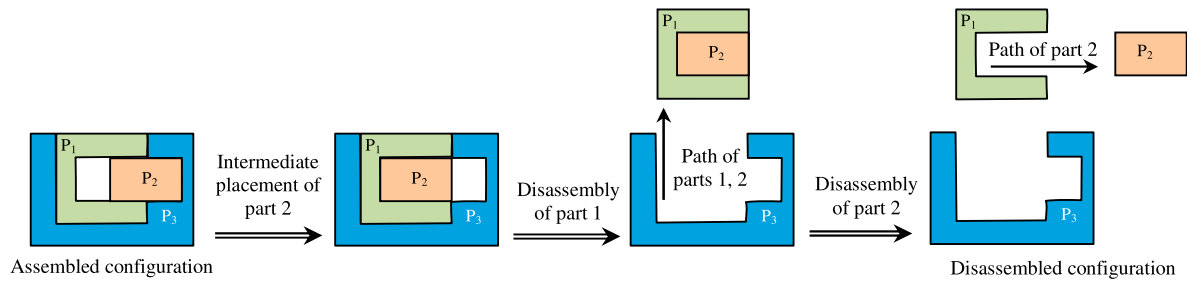 P1
P2
P3
Assembled configuration
Intermediate
placement of
part 2
P1
P2
P3
Disassembly
of part 1
P1
P2
Path of
parts 1, 2
P3
Disassembly
of part 2
P1
Path of part 2
P2
P3
Disassembled configuration